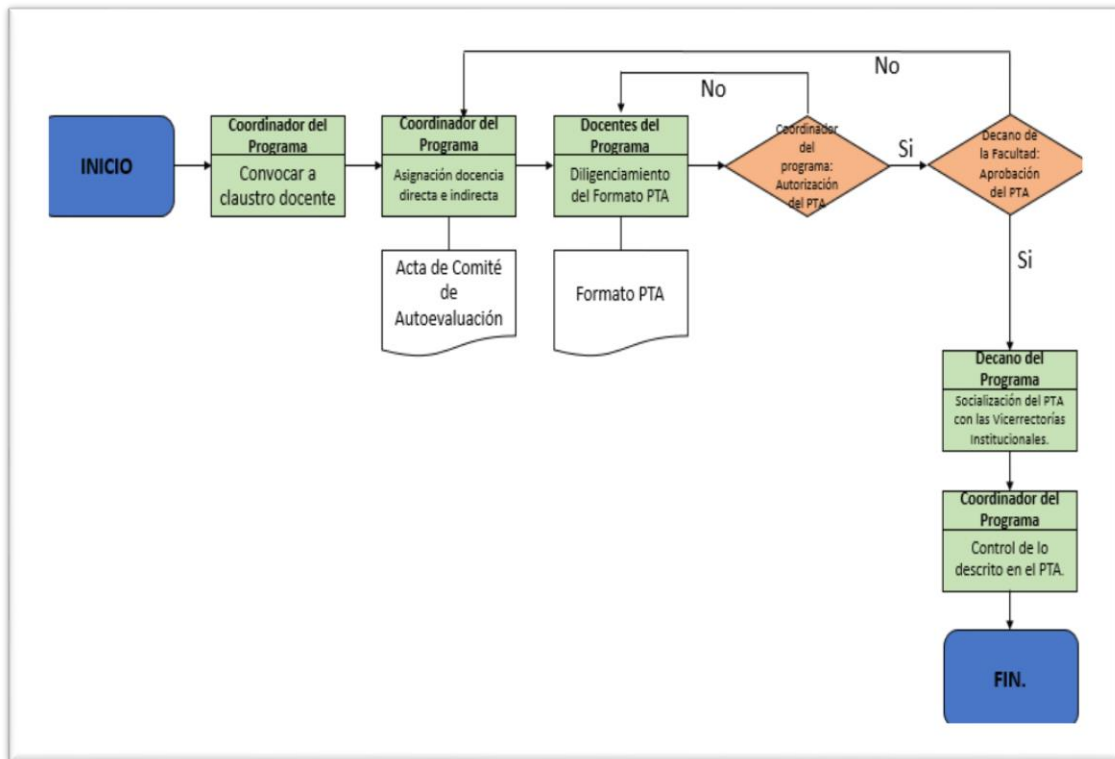 No
No
INICIO
Coordinador del
Programa
Convocar a
claustro docente
Coordinador del
Programa
Asignación docencia
directa e indirecta
Docentes del
Programa
Diligenciamiento
del Formato PTA
Coordinador
del
programa:
Autorización
del PTA
Si
Decano de
la Facultad:
Aprobación
del PTA
Acta de Comité
de
Autoevaluación
Formato PTA
Si
Decano del
Programa
Socialización del PTA
con las Vicerrectorías
Institucionales.
Coordinador del
Programa
Control de lo
descrito en el PTA.
FIN.